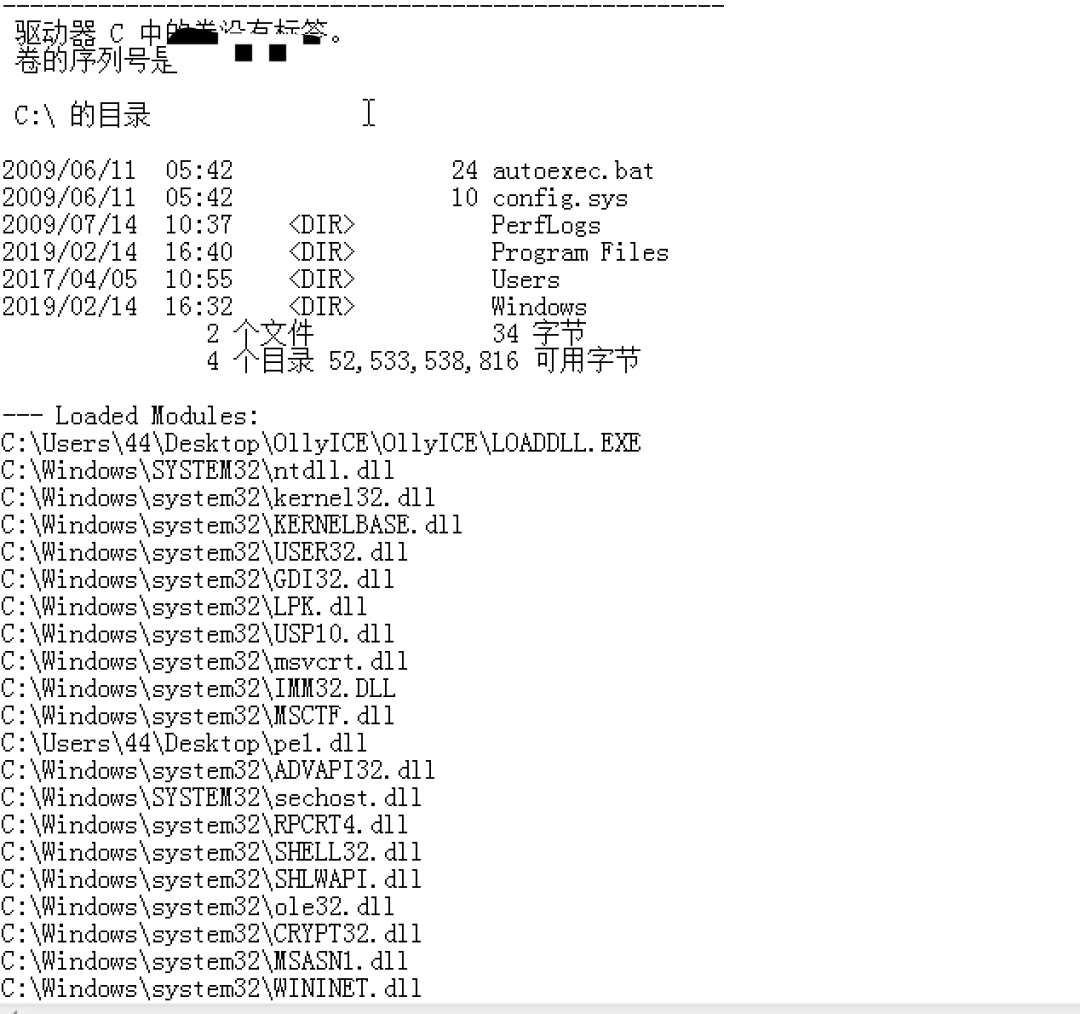 驱动器 C 中的卷没有标签。
卷的序列号是
C:\ 的目录
2009/06/11 05:42 24 autoexec.bat
2009/06/11 05:42 10 config.sys
2009/07/14 10:37 <DIR> PerfLogs
2019/02/14 16:40 <DIR> Program Files
2017/04/05 10:55 <DIR> Users
2019/02/14 16:32 <DIR> Windows
2 个文件 34 字节
4 个目录 52,533,538,816 可用字节
--- Loaded Modules:
C:\Users\44\Desktop\OllyICE\OllyICE\LOADDLL.EXE
C:\Windows\SYSTEM32\ntdll.dll
C:\Windows\system32\kernel32.dll
C:\Windows\system32\KERNELBASE.dll
C:\Windows\system32\USER32.dll
C:\Windows\system32\GDI32.dll
C:\Windows\system32\LPK.dll
C:\Windows\system32\USP10.dll
C:\Windows\system32\msvcrt.dll
C:\Windows\system32\IMM32.DLL
C:\Windows\system32\MSCTF.dll
C:\Users\44\Desktop\pe1.dll
C:\Windows\system32\ADVAPI32.dll
C:\Windows\SYSTEM32\sechost.dll
C:\Windows\system32\RPCRT4.dll
C:\Windows\system32\SHELL32.dll
C:\Windows\system32\SHLWAPI.dll
C:\Windows\system32\ole32.dll
C:\Windows\system32\CRYPT32.dll
C:\Windows\system32\MSASN1.dll
C:\Windows\system32\WININET.dll